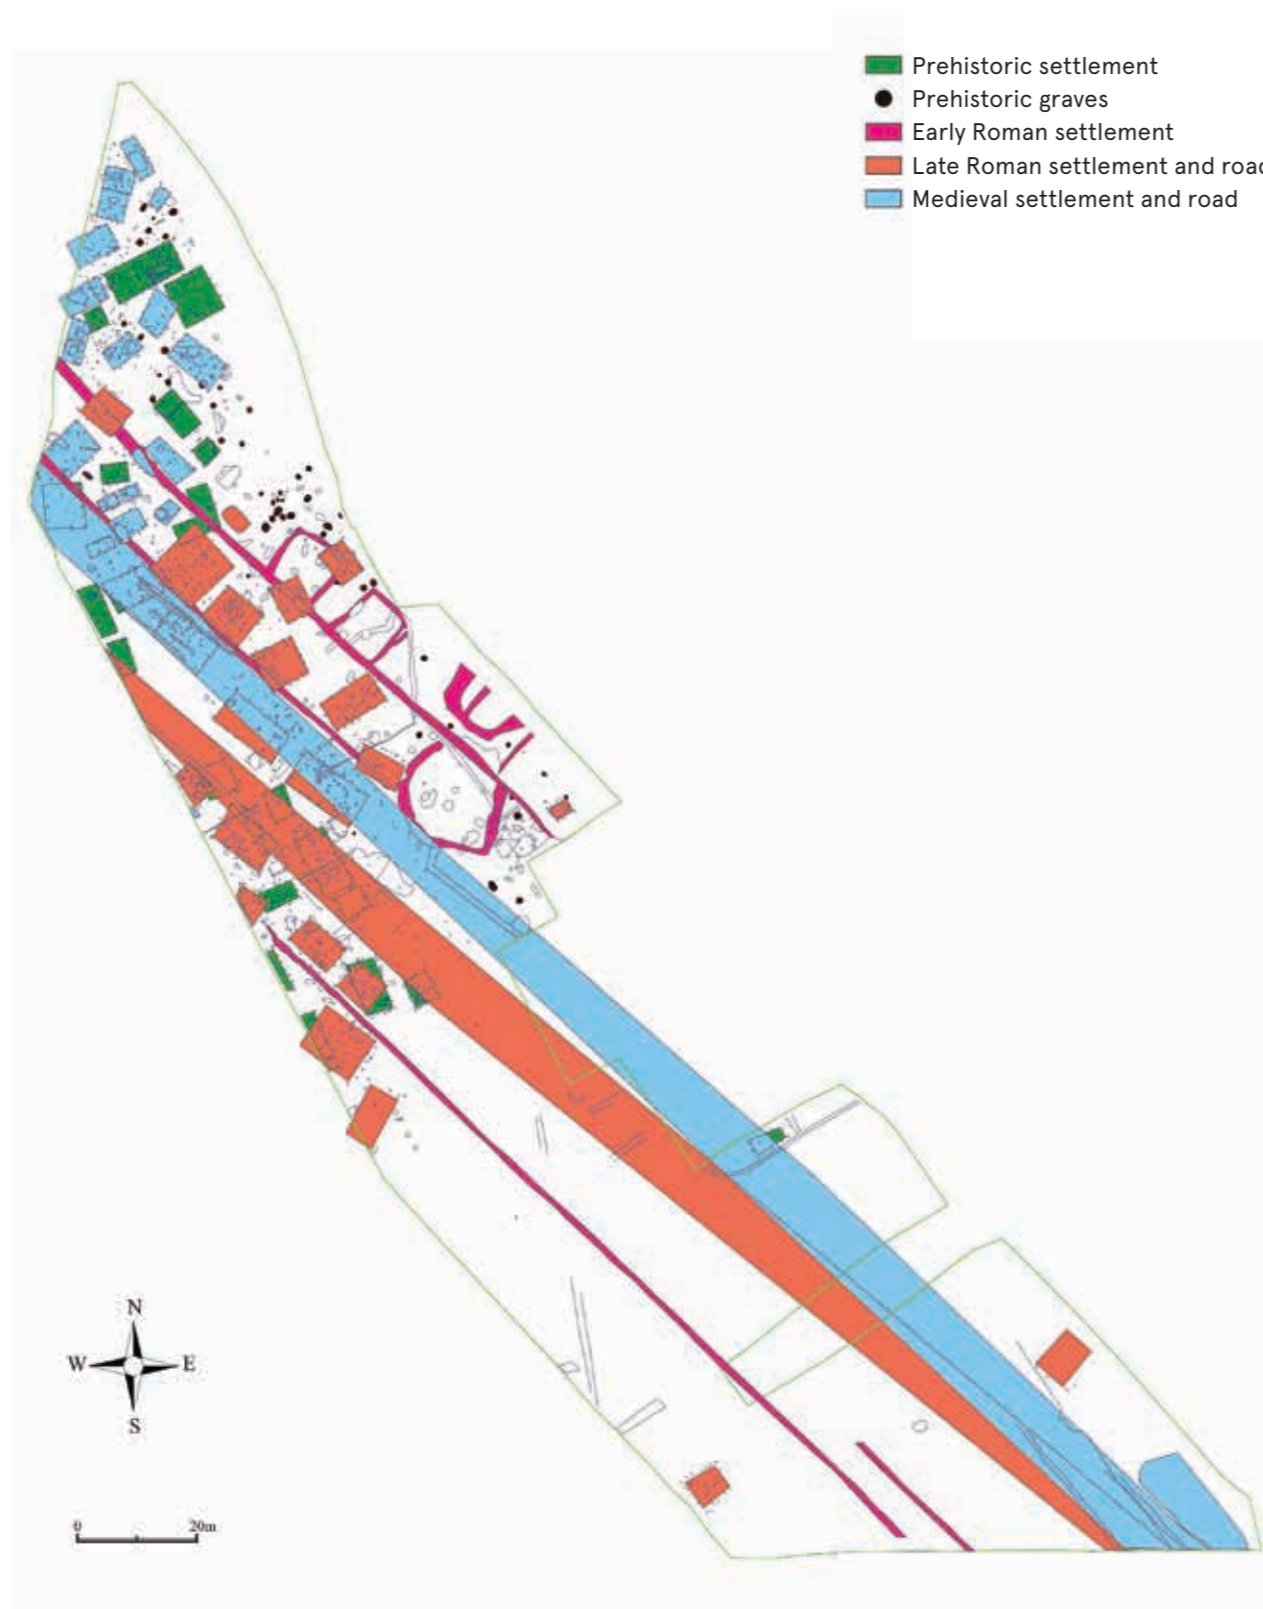 Prehistoric settlement
Prehistoric graves
Early Roman settlement
Late Roman settlement and road
Medieval settlement and road
N
W E
S
0 20m